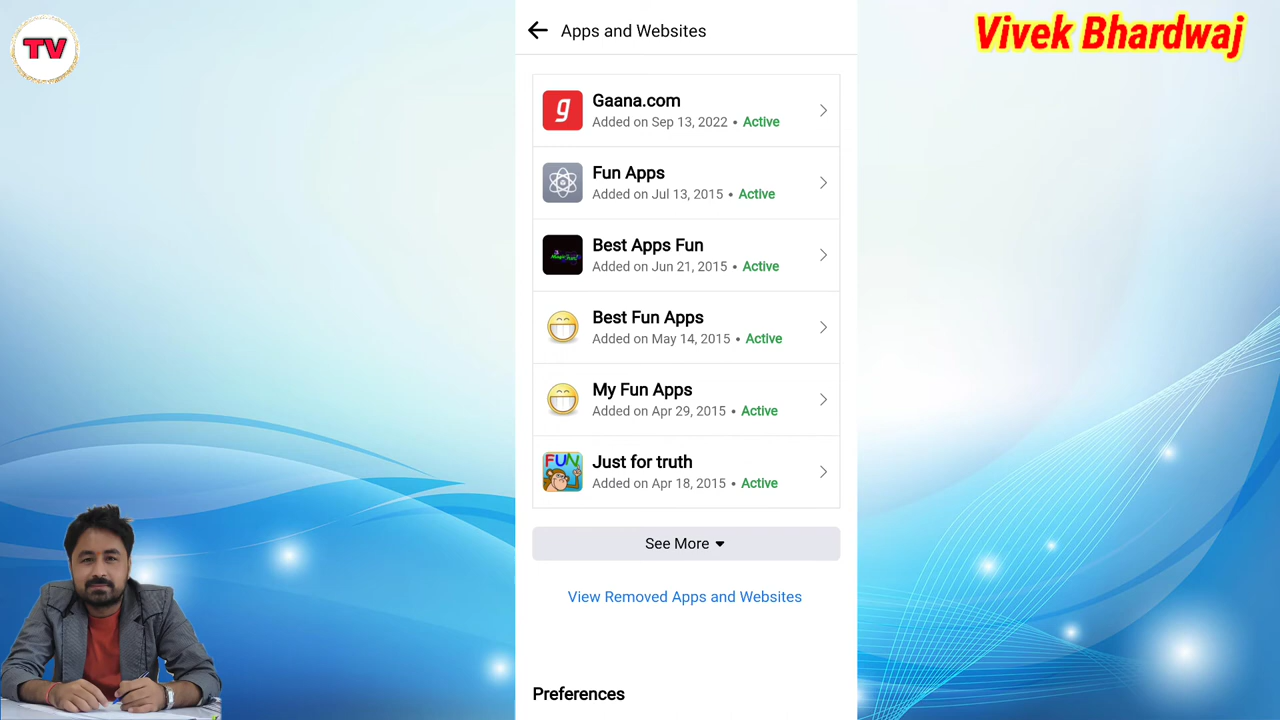 TV
Vivek Bhardwaj
Apps and Websites
g
Gaana.com
Added on Sep 13, 2022 • Active
Fun Apps
Added on Jul 13, 2015 • Active
Best Apps Fun
Added on Jun 21, 2015 • Active
Best Fun Apps
Added on May 14, 2015 • Active
My Fun Apps
Added on Apr 29, 2015 • Active
FUN
Just for truth
Added on Apr 18, 2015 • Active
See More
View Removed Apps and Websites
Preferences